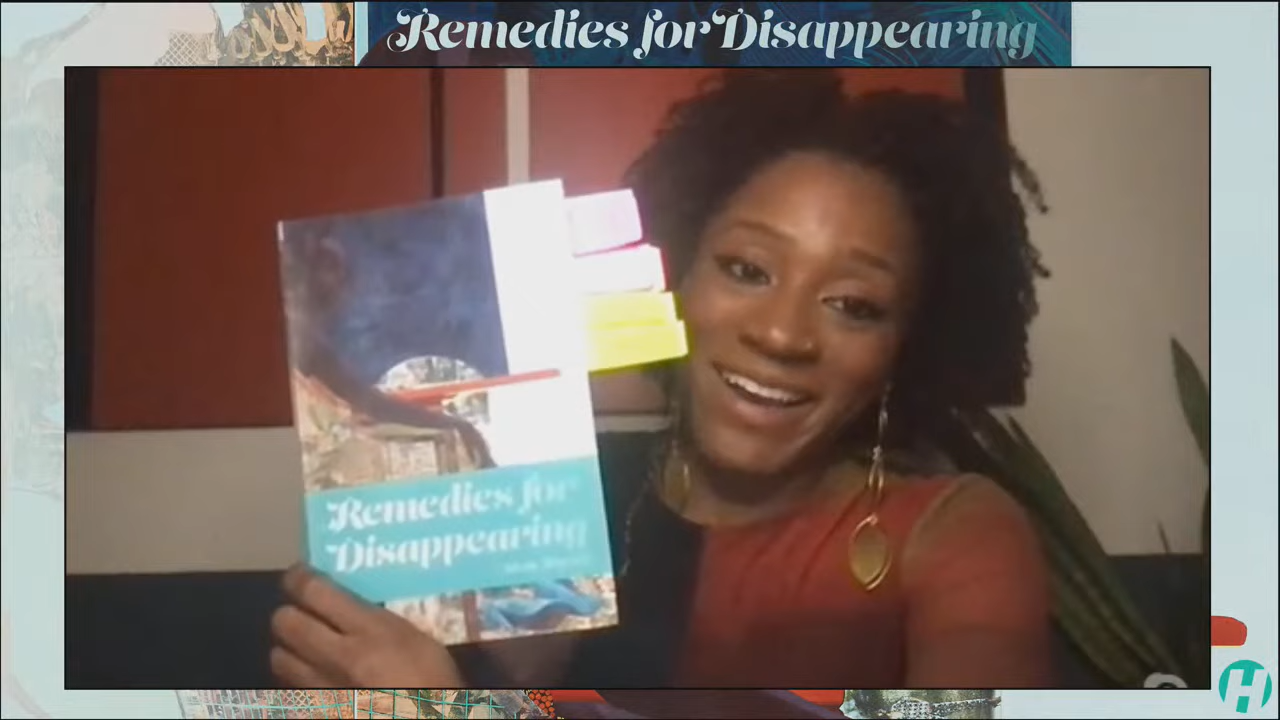 Remedies for Disappearing
Remedies for
Disappearing
H